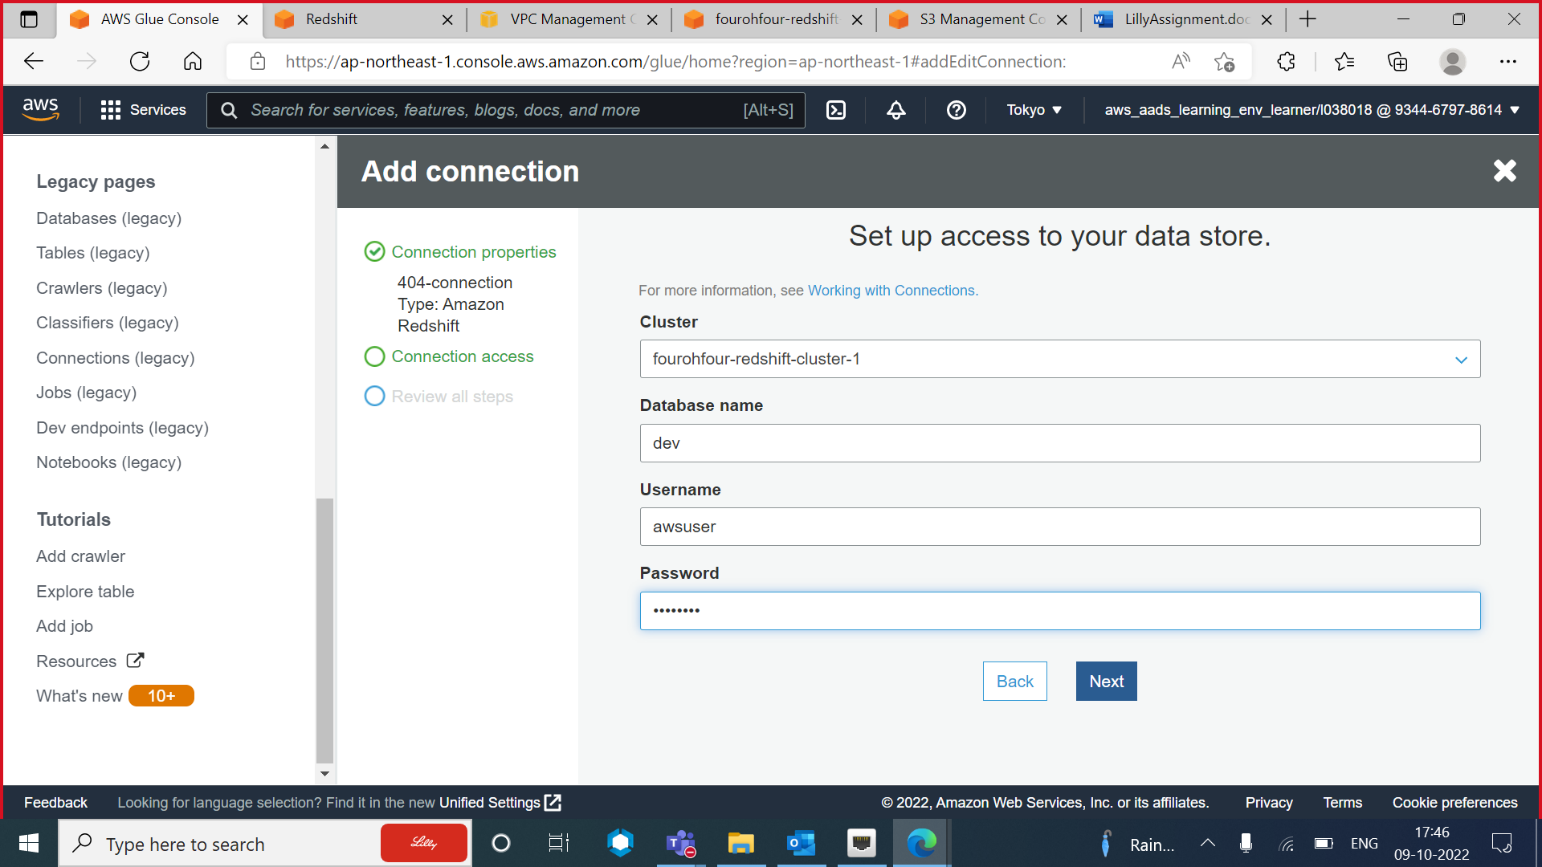 AWS Glue Console
Redshift
VPC Management
fourohfour-redshift
S3 Management Co
LillyAssignment.doc
https://ap-northeast-1.console.aws.amazon.com/glue/home?region=ap-northeast-1#addEditConnection:
aws
Services
Search for services, features, blogs, docs, and more
[Alt+S]
Tokyo
aws_aads_learning_env_learner/l038018 @ 9344-6797-8614
Legacy pages
Databases (legacy)
Tables (legacy)
Crawlers (legacy)
Classifiers (legacy)
Connections (legacy)
Jobs (legacy)
Dev endpoints (legacy)
Notebooks (legacy)
Tutorials
Add crawler
Explore table
Add job
Resources
What's new 10+
Add connection
Connection properties
404-connection
Type: Amazon
Redshift
Connection access
Review all steps
Set up access to your data store.
For more information, see Working with Connections.
Cluster
fourohfour-redshift-cluster-1
Database name
dev
Username
awsuser
Password
••••••••
Back
Next
Feedback
Looking for language selection? Find it in the new Unified Settings
© 2022, Amazon Web Services, Inc. or its affiliates.
Privacy
Terms
Cookie preferences
Type here to search
Lilly
Rain...
ENG
17:46
09-10-2022